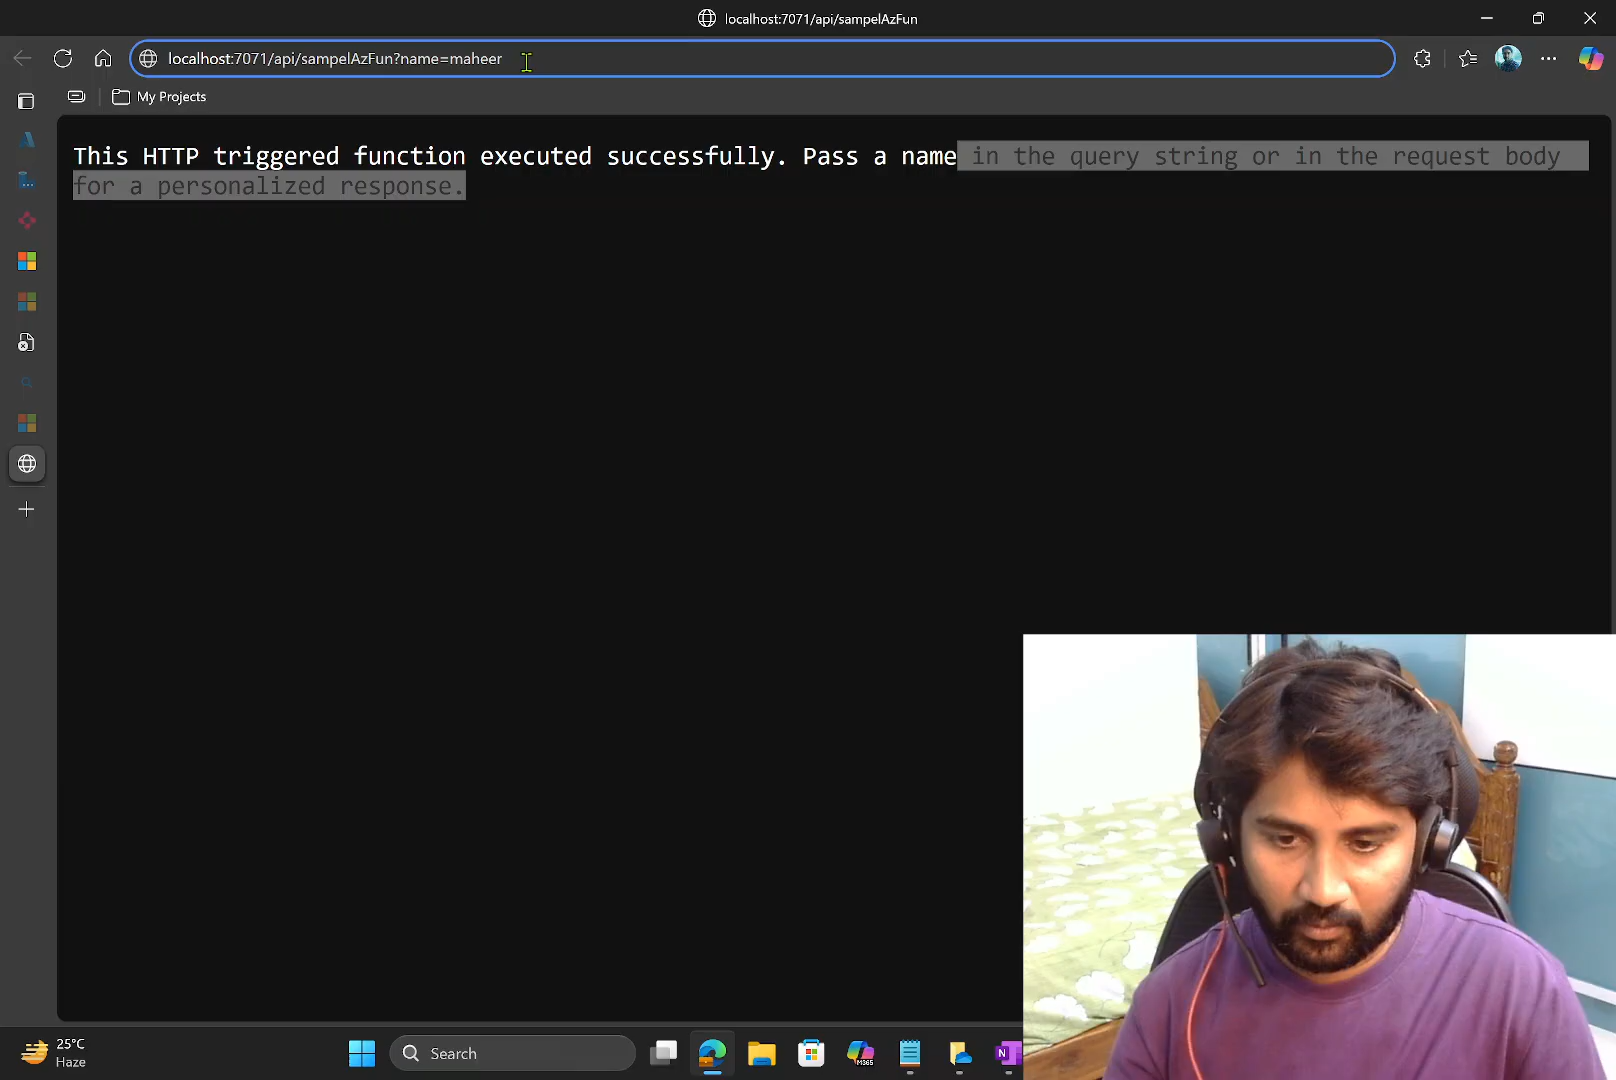 localhost:7071/api/sampelAzFun
localhost:7071/api/sampelAzFun?name=maheer
My Projects
This HTTP triggered function executed successfully. Pass a name in the query string or in the request body
for a personalized response.
25°C
Haze
Search
M365
N